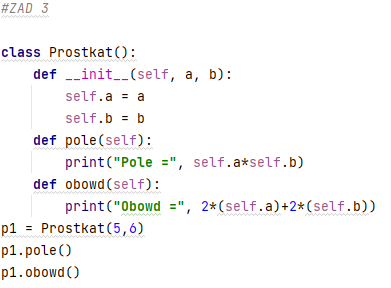 #ZAD 3
class Prostkat():
    def __init__(self, a, b):
        self.a = a
        self.b = b
    def pole(self):
        print("Pole =", self.a*self.b)
    def obowd(self):
        print("Obowd =", 2*(self.a)+2*(self.b))
p1 = Prostkat(5,6)
p1.pole()
p1.obowd()